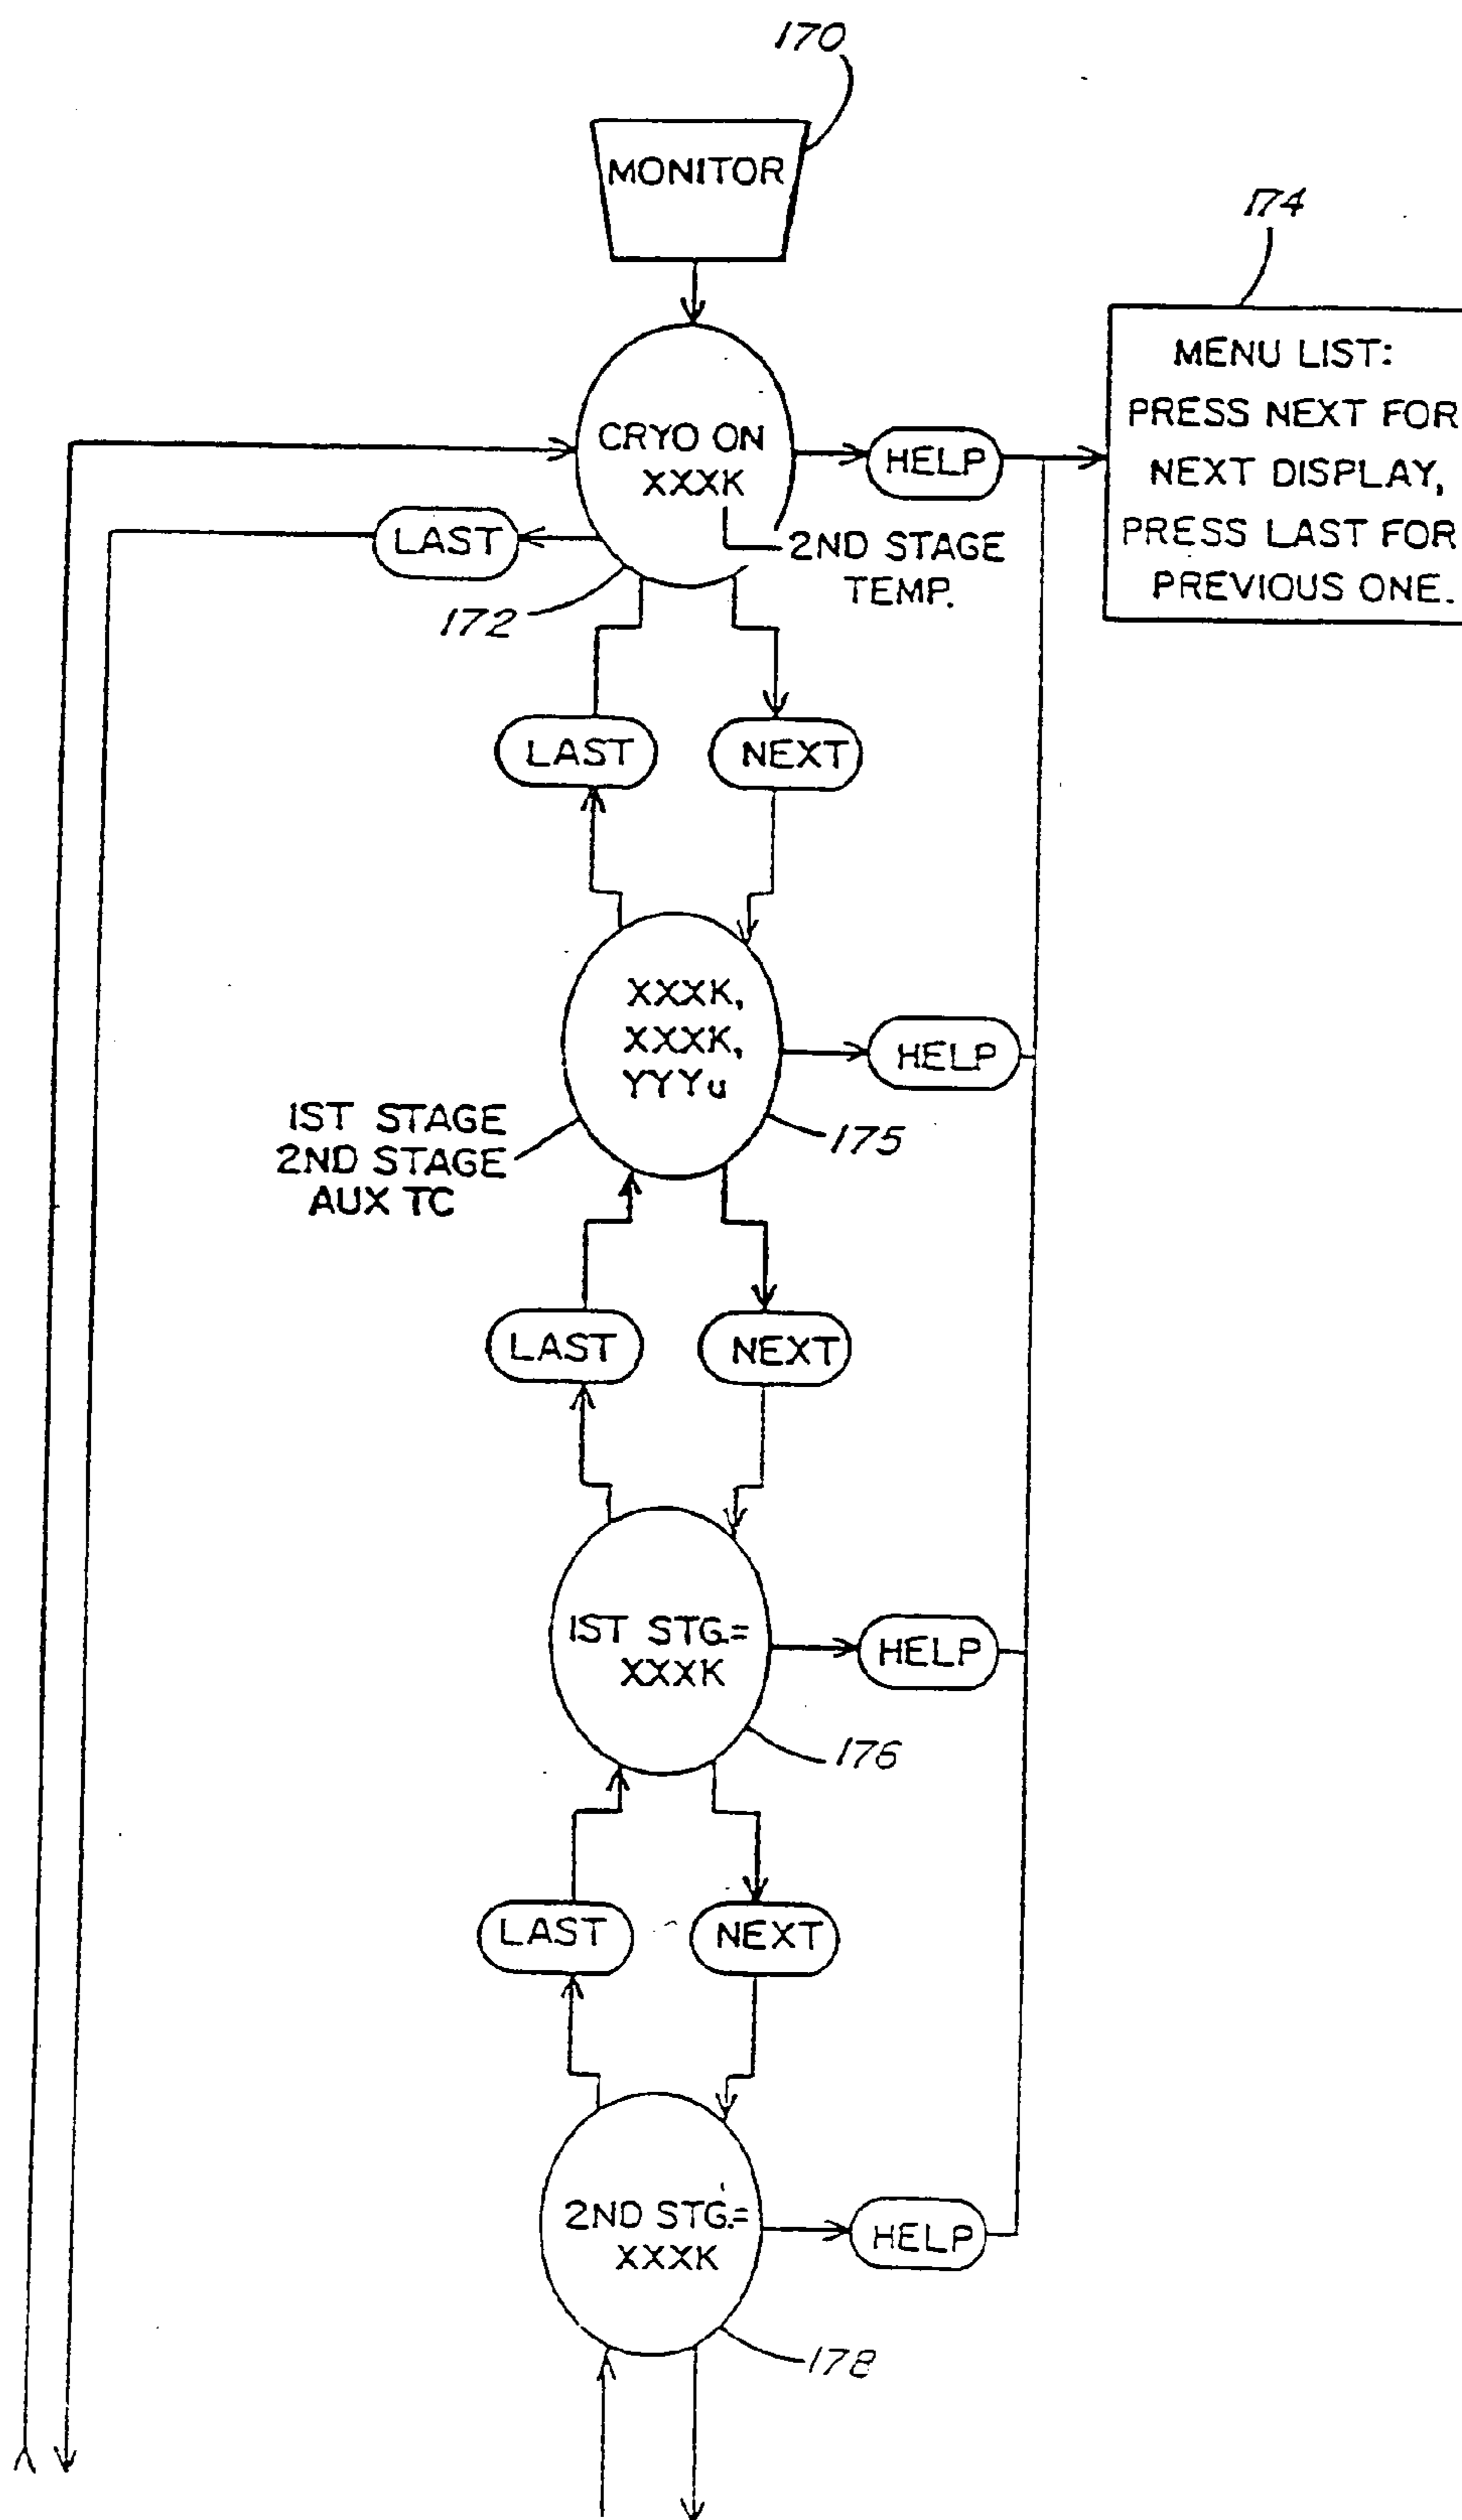 170
MONITOR
174
MENU LIST:
PRESS NEXT FOR
NEXT DISPLAY,
PRESS LAST FOR
PREVIOUS ONE.
CRYO ON
XXXK
HELP
LAST
2ND STAGE
TEMP.
172
LAST
NEXT
XXXK,
XXXK,
YYYu
HELP
1ST STAGE
2ND STAGE
AUX TC
175
LAST
NEXT
1ST STG.=
XXXK
HELP
176
LAST
NEXT
2ND STG.=
XXXK
HELP
178